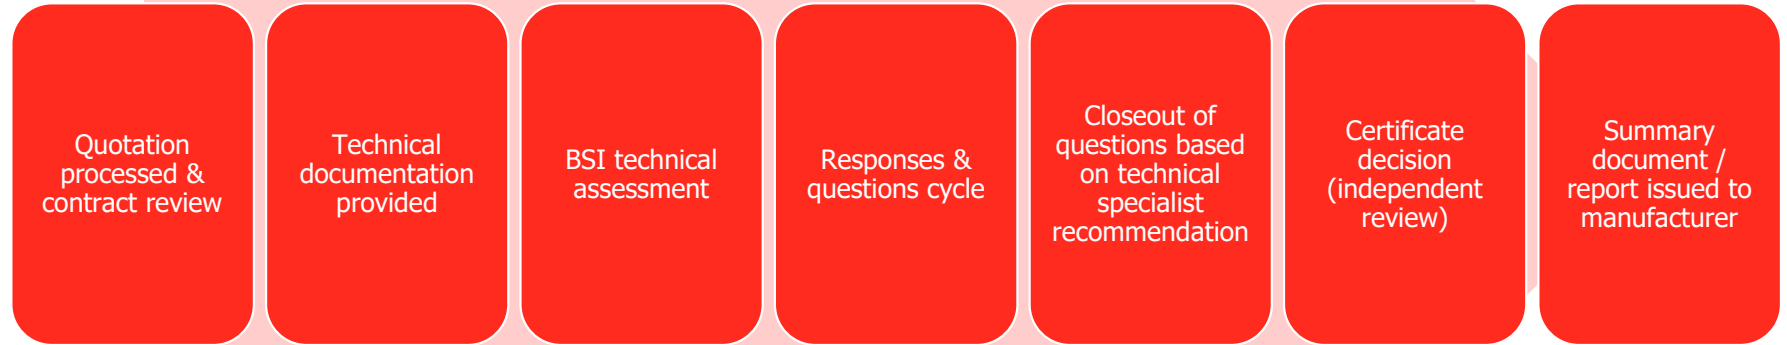 Quotation
processed &
contract review
Technical
documentation
provided
BSI technical
assessment
Responses &
questions cycle
Closeout of
questions based
on technical
specialist
recommendation
Certificate
decision
(independent
review)
Summary
document /
report issued to
manufacturer